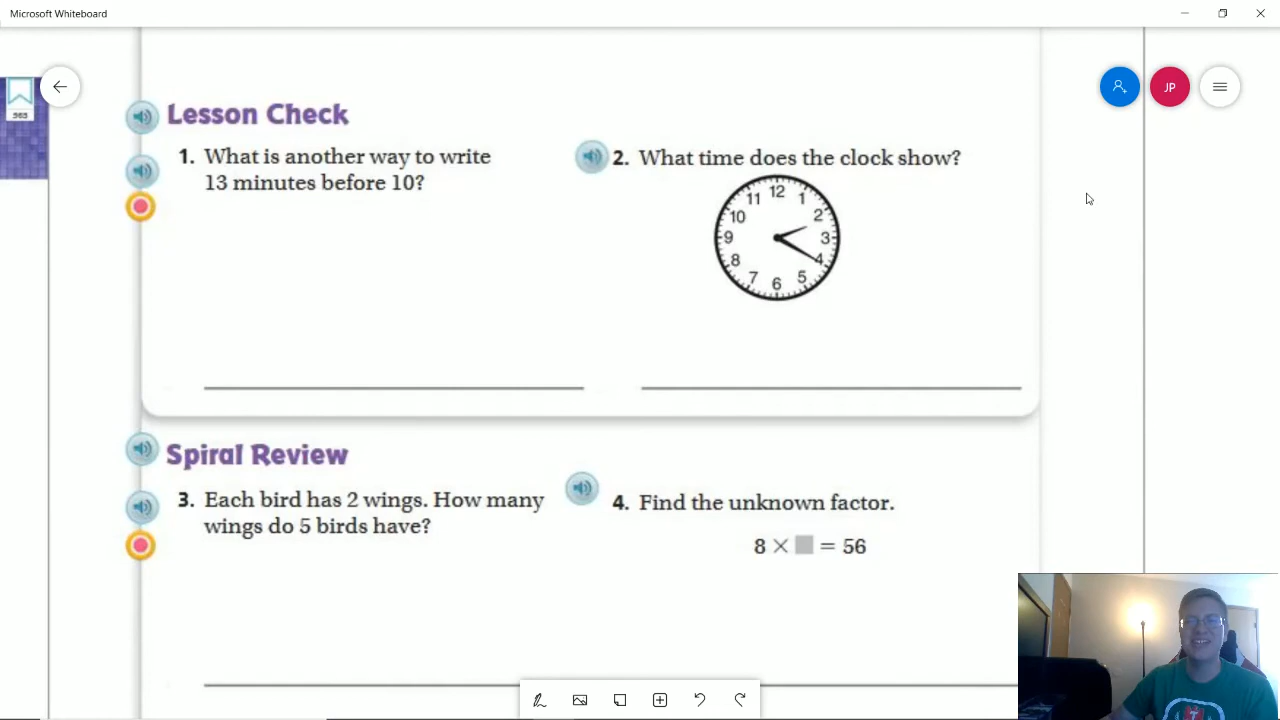 Microsoft Whiteboard
JP
563
Lesson Check
1. What is another way to write
13 minutes before 10?
2. What time does the clock show?
12
11 1
10 2
9 3
8 4
7 5
6
Spiral Review
3. Each bird has 2 wings. How many
wings do 5 birds have?
4. Find the unknown factor.
8 × ■ = 56